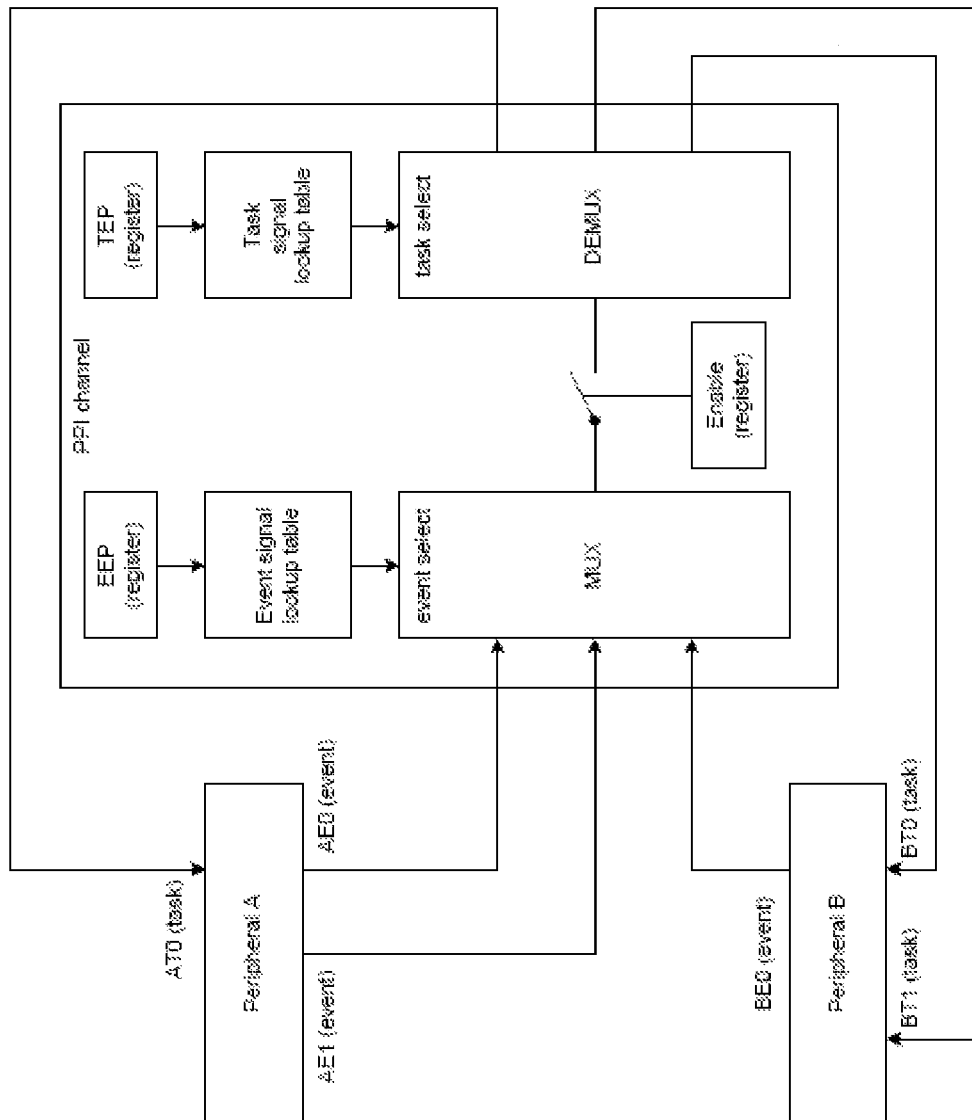 PPI channel
EEP
(register)
Event signal
lookup table
event select
MUX
TEP
(register)
Task
signal
lookup table
task select
DEMUX
Enable
(register)
AT0 (task)
Peripheral A
AE1 (event)
AE0 (event)
BE0 (event)
Peripheral B
BT1 (task)
BT0 (task)